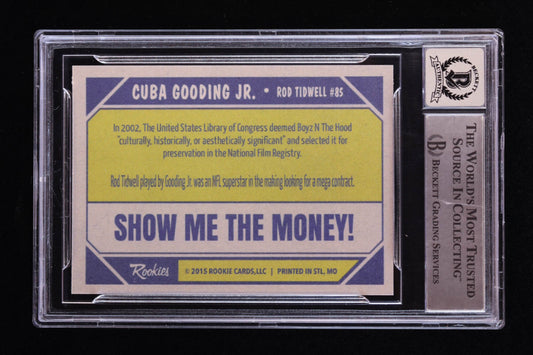 CUBA GOODING JR. • ROD TIDWELL #85
In 2002, The United States Library of Congress deemed Boyz N The Hood
"culturally, historically, or aesthetically significant" and selected it for
preservation in the National Film Registry.
Rod Tidwell played by Gooding Jr. was an NFL superstar in the making looking for a mega contract.
SHOW ME THE MONEY!
Rookies
© 2015 ROOKIE CARDS,LLC | PRINTED IN STL, MO
BECKETT
B
AUTHENTIC
THE WORLD'S MOST TRUSTED
SOURCE IN COLLECTING™
B
BECKETT GRADING SERVICES